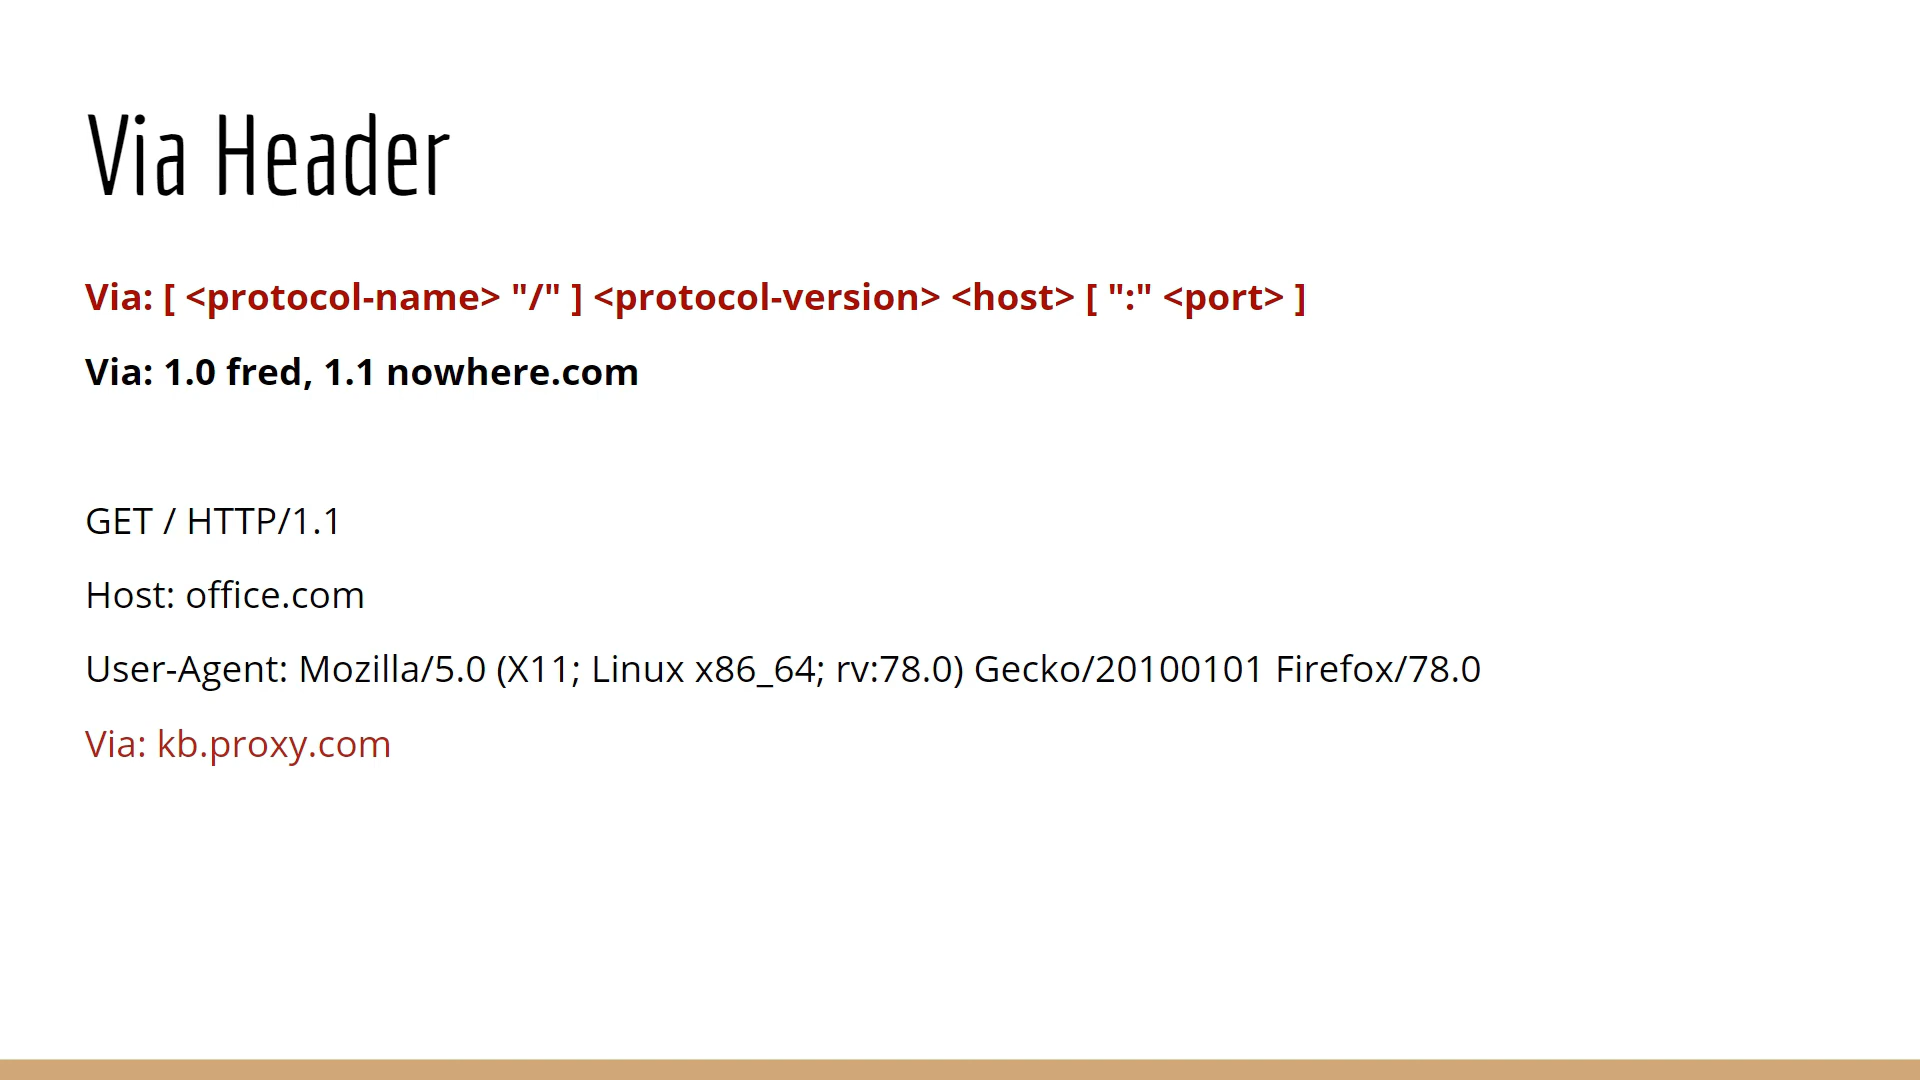 Via Header
Via: [ <protocol-name> "/" ] <protocol-version> <host> [ ":" <port> ]
Via: 1.0 fred, 1.1 nowhere.com
GET / HTTP/1.1
Host: office.com
User-Agent: Mozilla/5.0 (X11; Linux x86_64; rv:78.0) Gecko/20100101 Firefox/78.0
Via: kb.proxy.com